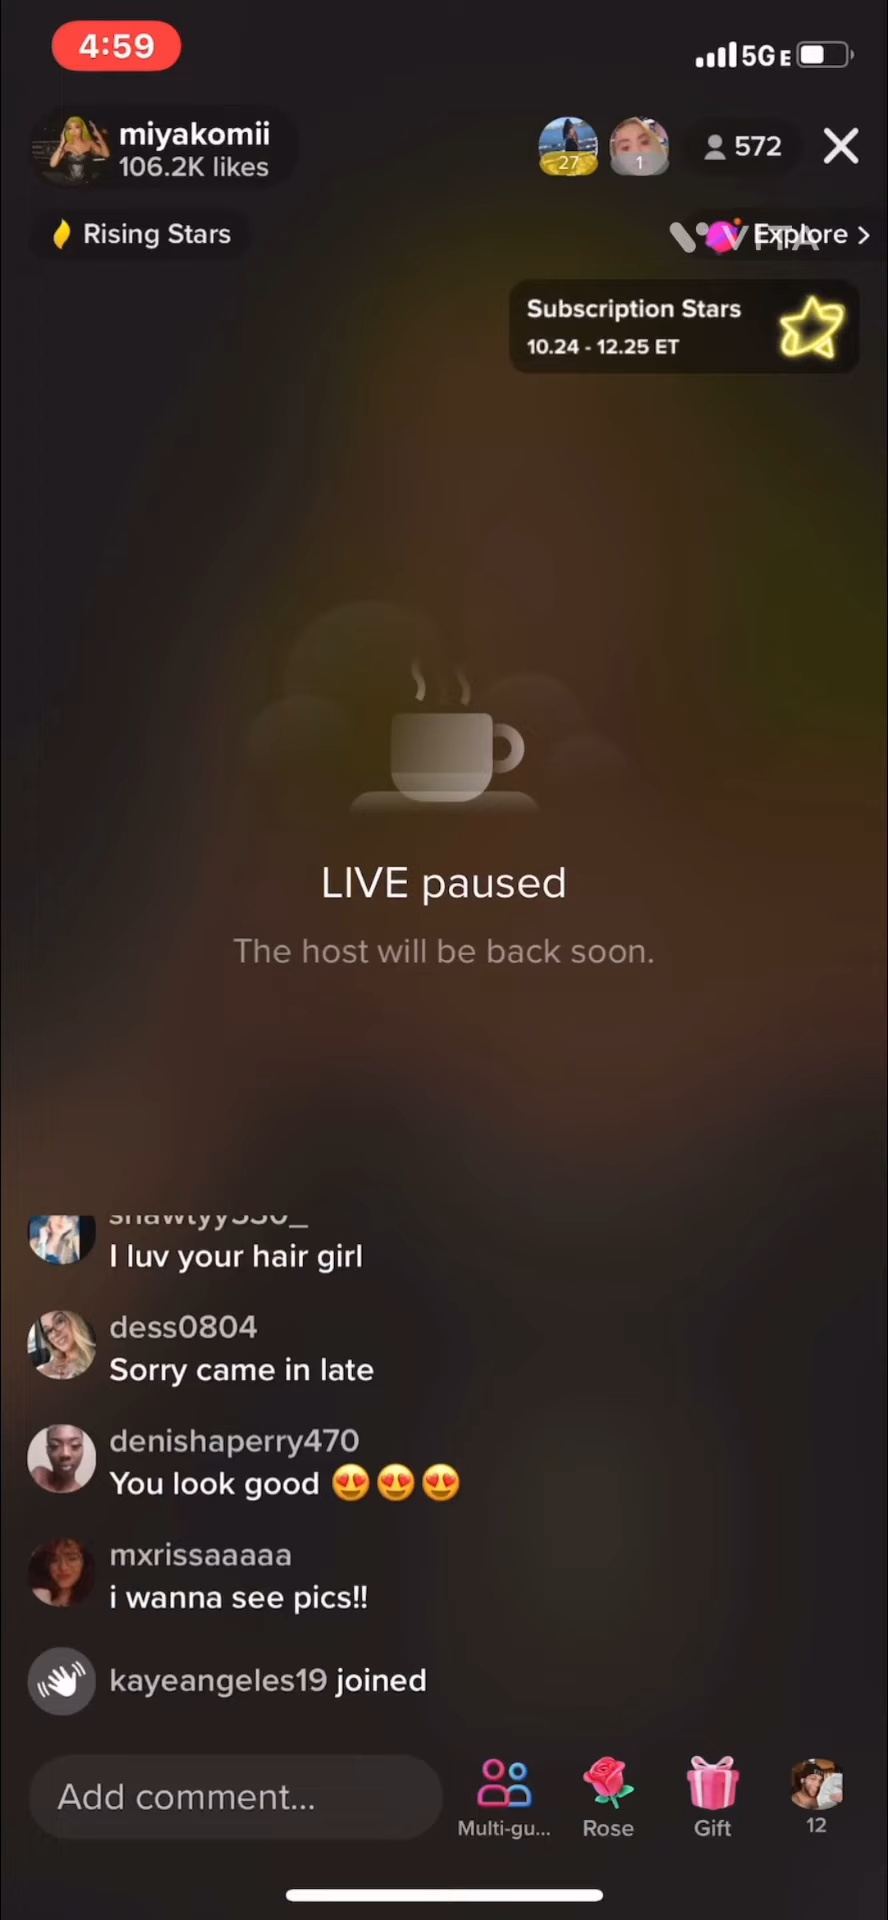 4:59
5GE
miyakomii
106.2K likes
27
1
572
Rising Stars
VITA
Explore >
Subscription Stars
10.24 - 12.25 ET
LIVE paused
The host will be back soon.
I luv your hair girl
dess0804
Sorry came in late
denishaperry470
You look good 😍😍😍
mxrissaaaaa
i wanna see pics!!
kayeangeles19 joined
Add comment...
Multi-gu...
Rose
Gift
12